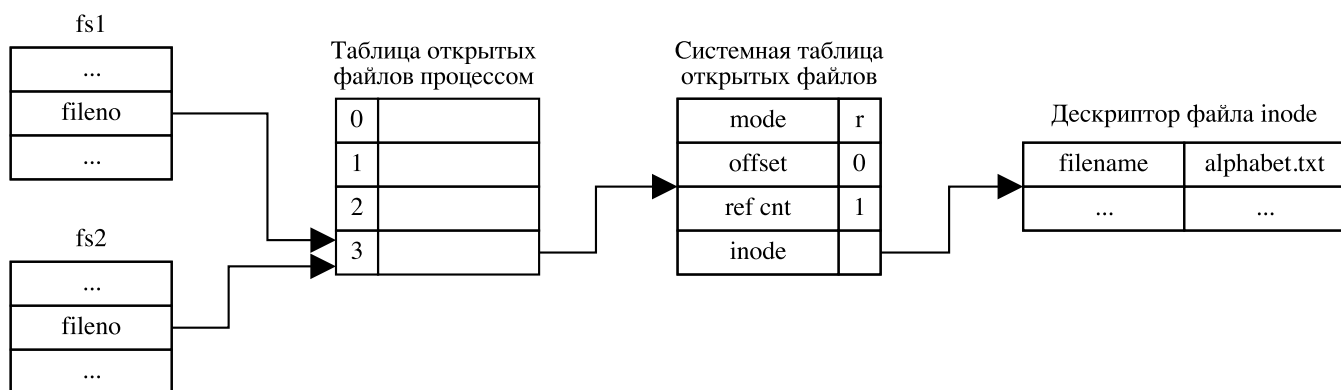 fs1
...
fileno
...
fs2
...
fileno
...
Таблица открытых
файлов процессом
0
1
2
3
Системная таблица
открытых файлов
mode r
offset 0
ref cnt 1
inode
Дескриптор файла inode
filename alphabet.txt
... ...